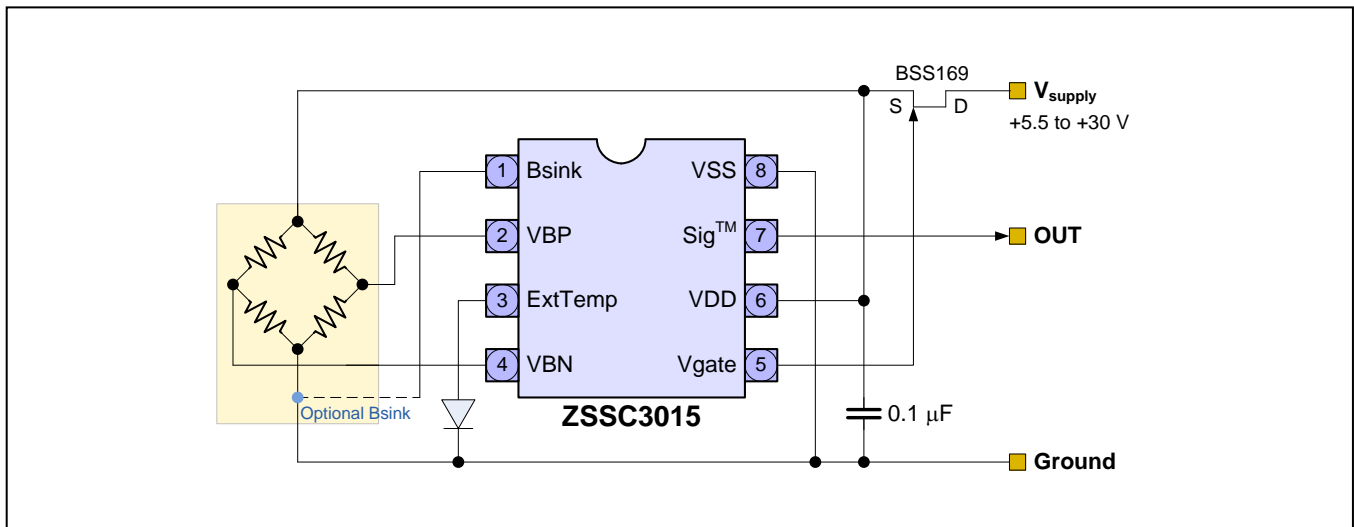 BSS169
S D
V_supply
+5.5 to +30 V
1 Bsink
VSS 8
2 VBP
Sig™ 7
OUT
3 ExtTemp
VDD 6
4 VBN
Vgate 5
Optional Bsink
ZSSC3015
0.1 μF
Ground